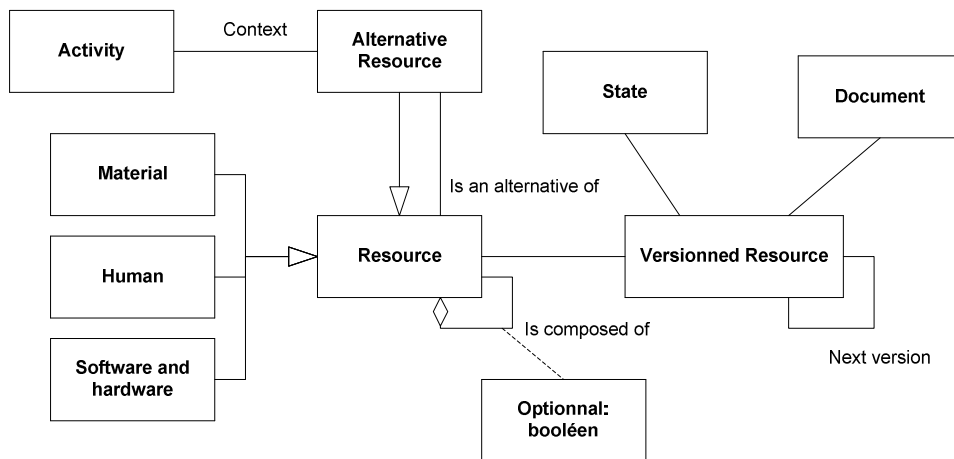 Activity
Context
Alternative
Resource
State
Document
Material
Is an alternative of
Human
Resource
Versionned Resource
Is composed of
Next version
Software and
hardware
Optionnal:
booléen